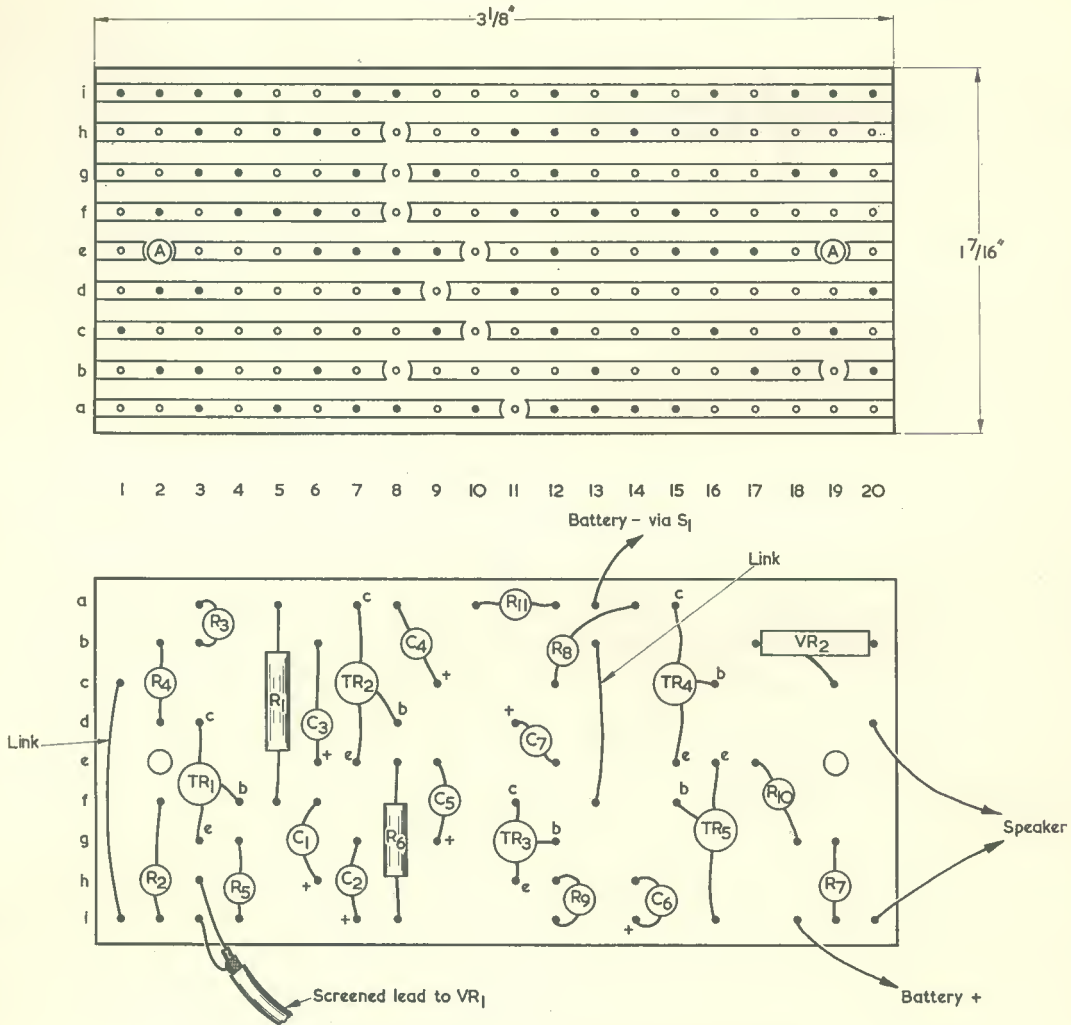 3 1/8"
i
h
g
f
e A A
d
c
b
a
1 7/16"
1 2 3 4 5 6 7 8 9 10 11 12 13 14 15 16 17 18 19 20
Battery - via S1
Link
a R3 c R11 c
b C4 R8 VR2
c R4 R1 TR2 + TR4 b
d c C3 b + C7
Link
e + e e e
TR1 R10
f b C5 c b
g e C1 R6 + TR3 b TR5
Speaker
h R2 R5 + C2 e R9 C6 R7
i + +
Screened lead to VR1
Battery +